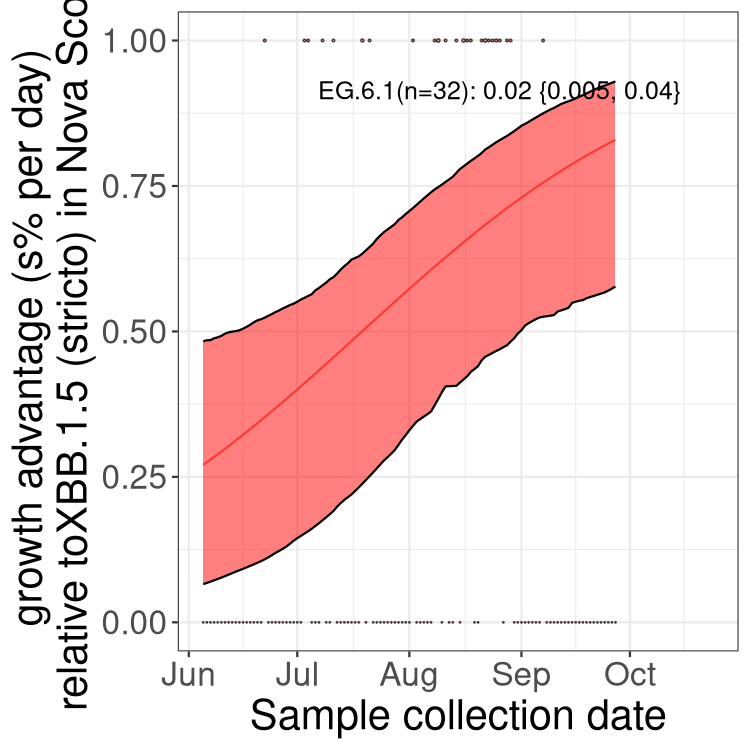 growth advantage (s% per day)
relative toXBB.1.5 (stricto) in Nova Sco
1.00
0.75
0.50
0.25
0.00
EG.6.1(n=32): 0.02 {0.005, 0.04}
Jun Jul Aug Sep Oct
Sample collection date